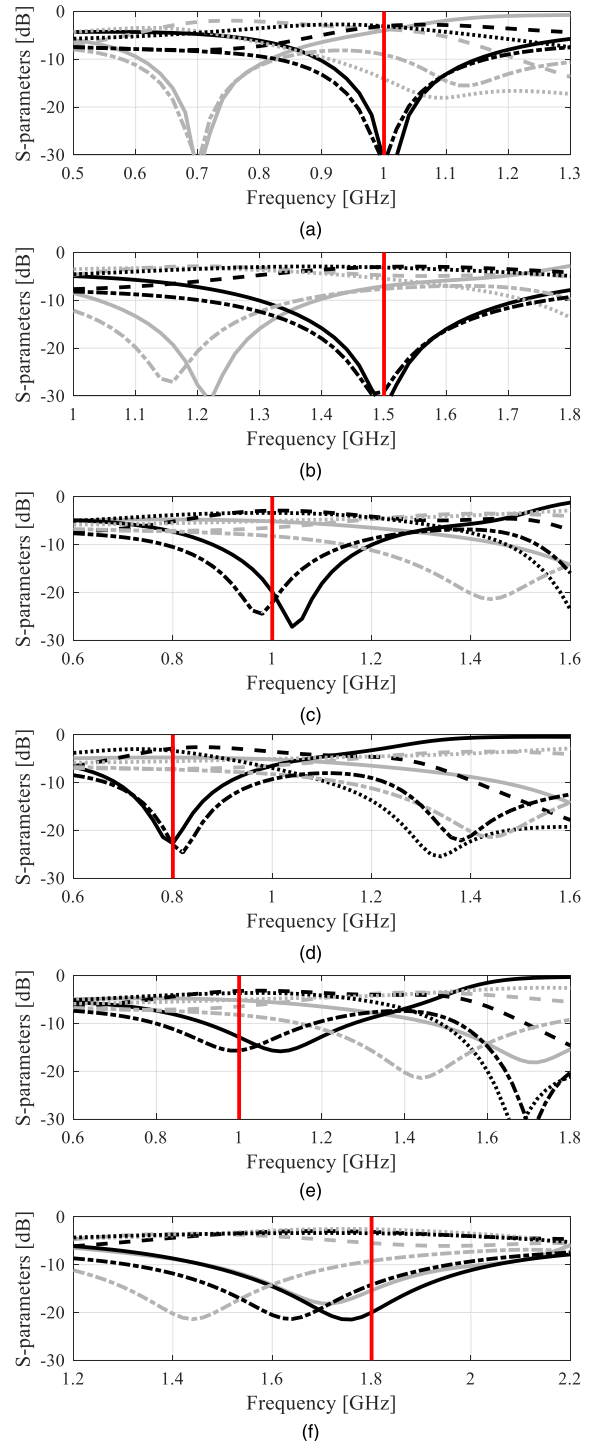 S-parameters [dB]
0
-10
-20
-30
0.5 0.6 0.7 0.8 0.9 1 1.1 1.2 1.3
Frequency [GHz]
(a)
S-parameters [dB]
0
-10
-20
-30
1 1.1 1.2 1.3 1.4 1.5 1.6 1.7 1.8
Frequency [GHz]
(b)
S-parameters [dB]
0
-10
-20
-30
0.6 0.8 1 1.2 1.4 1.6
Frequency [GHz]
(c)
S-parameters [dB]
0
-10
-20
-30
0.6 0.8 1 1.2 1.4 1.6
Frequency [GHz]
(d)
S-parameters [dB]
0
-10
-20
-30
0.6 0.8 1 1.2 1.4 1.6 1.8
Frequency [GHz]
(e)
S-parameters [dB]
0
-10
-20
-30
1.2 1.4 1.6 1.8 2 2.2
Frequency [GHz]
(f)